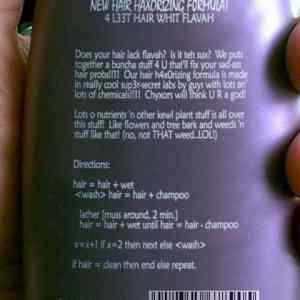 NEW HAIR HAXORIZING FORMULA!
4 L33T HAIR WHIT FLAVAH
Does your hair lack flavah? Is it teh sux? We puts
together a buncha stuff 4 U that'll fix your sad-ass
hair probz!!11 Our hair h4x0rizing formula is made
in really cool sup3r-secret labs by guys with lots an'
lots of chemicals!!11 Chyxors will think U R a god!
Lots o nutrients 'n other kewl plant stuff is all over
this stuff! Like flowers and tree bark and weeds 'n
stuff like that! (no, not THAT weed...LOL!)
Directions:
hair = hair + wet
<wash> hair = hair + champoo
lather [muss around, 2 min.]
hair = hair + wet until hair = hair - champoo
x=x+1 if x=2 then next else <wash>
if hair = clean then end else repeat.